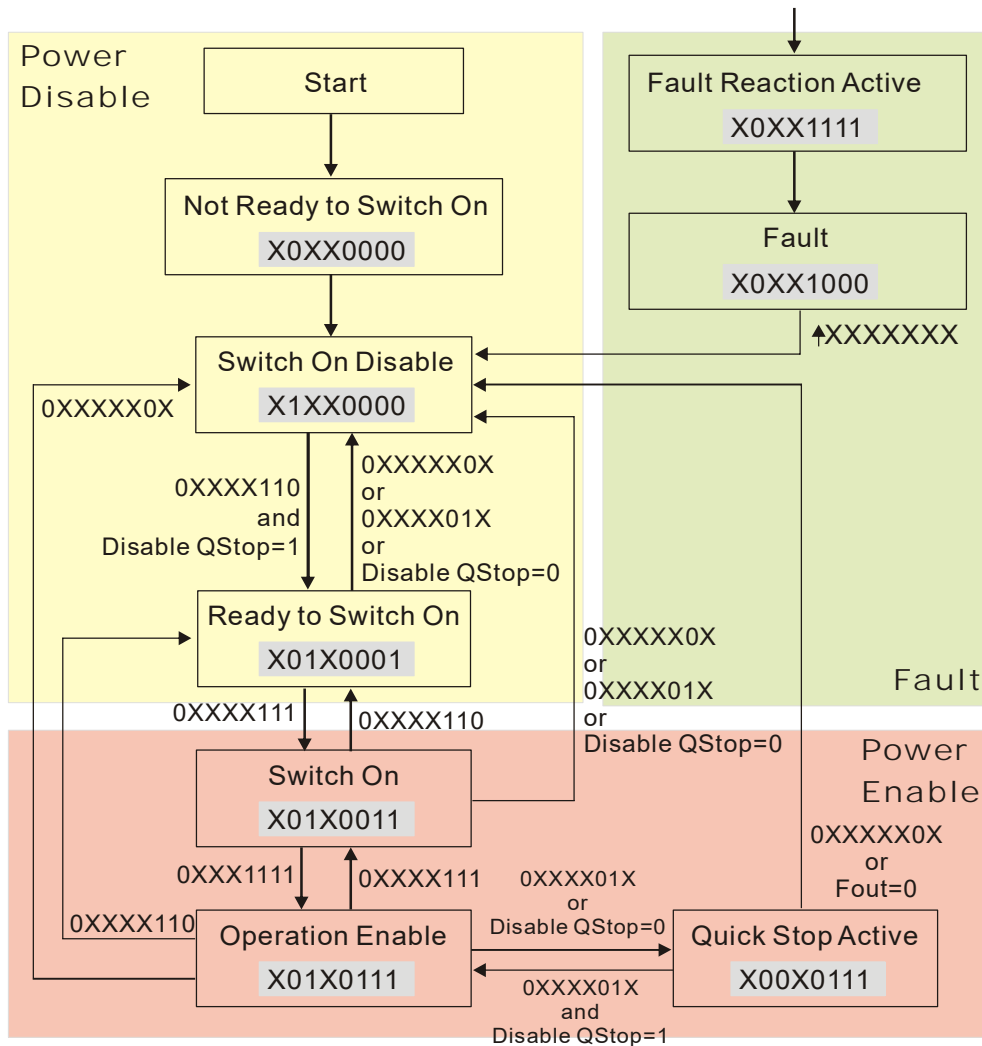 Power
Disable
Start
Not Ready to Switch On
X0XX0000
Switch On Disable
X1XX0000
0XXXXX0X
0XXXX110
and
Disable QStop=1
0XXXXX0X
or
0XXXX01X
or
Disable QStop=0
Ready to Switch On
X01X0001
0XXXX111
0XXXX110
Fault Reaction Active
X0XX1111
Fault
X0XX1000
XXXXXXX
Fault
0XXXXX0X
or
0XXXX01X
or
Disable QStop=0
Power
Enable
Switch On
X01X0011
0XXX1111
0XXXX111
0XXXX110
Operation Enable
X01X0111
0XXXX01X
or
Disable QStop=0
0XXXX01X
and
Disable QStop=1
0XXXXX0X
or
Fout=0
Quick Stop Active
X00X0111